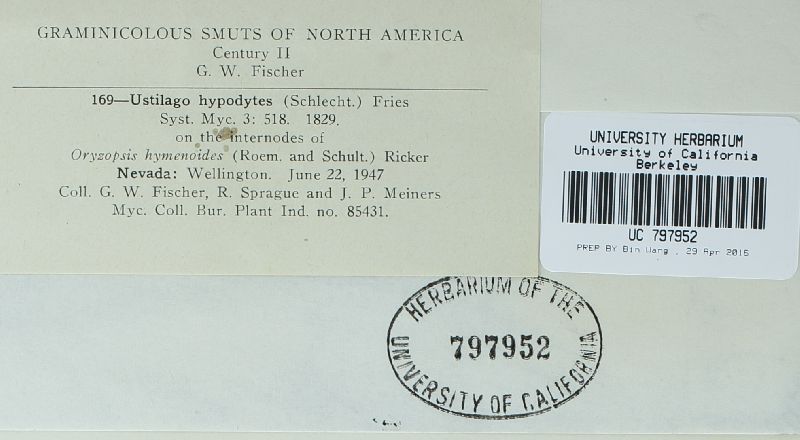 GRAMINICOLOUS SMUTS OF NORTH AMERICA
Century II
G. W. Fischer
169—Ustilago hypodytes (Schlecht.) Fries
Syst. Myc. 3: 518. 1829.
on the internodes of
Oryzopsis hymenoides (Roem. and Schult.) Ricker
Nevada: Wellington. June 22, 1947
Coll. G. W. Fischer, R. Sprague and J. P. Meiners
Myc. Coll. Bur. Plant Ind. no. 85431.
UNIVERSITY HERBARIUM
University of California
Berkeley
UC 797952
PREP BY Bin Wang , 29 Apr 2015
HERBARIUM OF THE
797952
UNIVERSITY OF CALIFORNIA